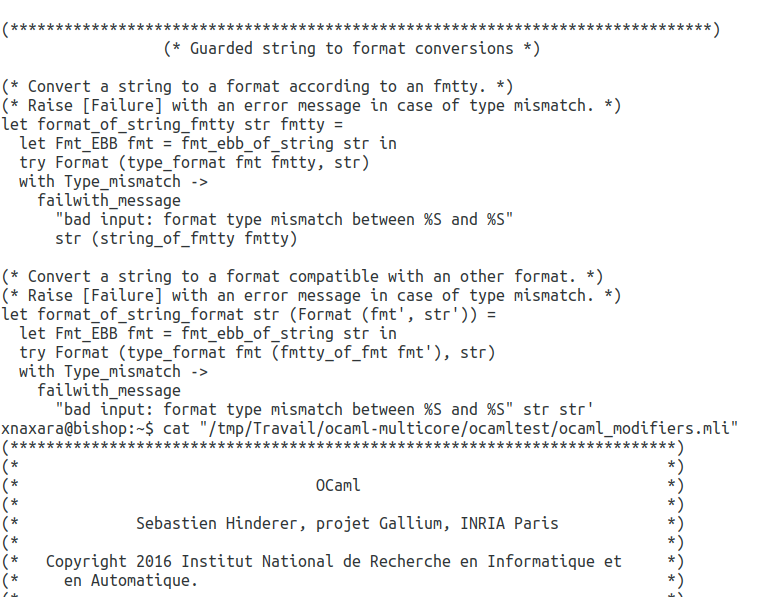 (******************************************************************************)
                  (* Guarded string to format conversions *)

(* Convert a string to a format according to an fmtty. *)
(* Raise [Failure] with an error message in case of type mismatch. *)
let format_of_string_fmtty str fmtty =
  let Fmt_EBB fmt = fmt_ebb_of_string str in
  try Format (type_format fmt fmtty, str)
  with Type_mismatch ->
    failwith_message
      "bad input: format type mismatch between %S and %S"
      str (string_of_fmtty fmtty)

(* Convert a string to a format compatible with an other format. *)
(* Raise [Failure] with an error message in case of type mismatch. *)
let format_of_string_format str (Format (fmt', str')) =
  let Fmt_EBB fmt = fmt_ebb_of_string str in
  try Format (type_format fmt (fmtty_of_fmt fmt'), str)
  with Type_mismatch ->
    failwith_message
      "bad input: format type mismatch between %S and %S" str str'
xnaxara@bishop:~$ cat "/tmp/Travail/ocaml-multicore/ocamltest/ocaml_modifiers.mli"
(**************************************************************************)
(*                                                                        *)
(*                                 OCaml                                  *)
(*                                                                        *)
(*             Sebastien Hinderer, projet Gallium, INRIA Paris            *)
(*                                                                        *)
(*   Copyright 2016 Institut National de Recherche en Informatique et     *)
(*     en Automatique.                                                    *)
(*                                                                        *)